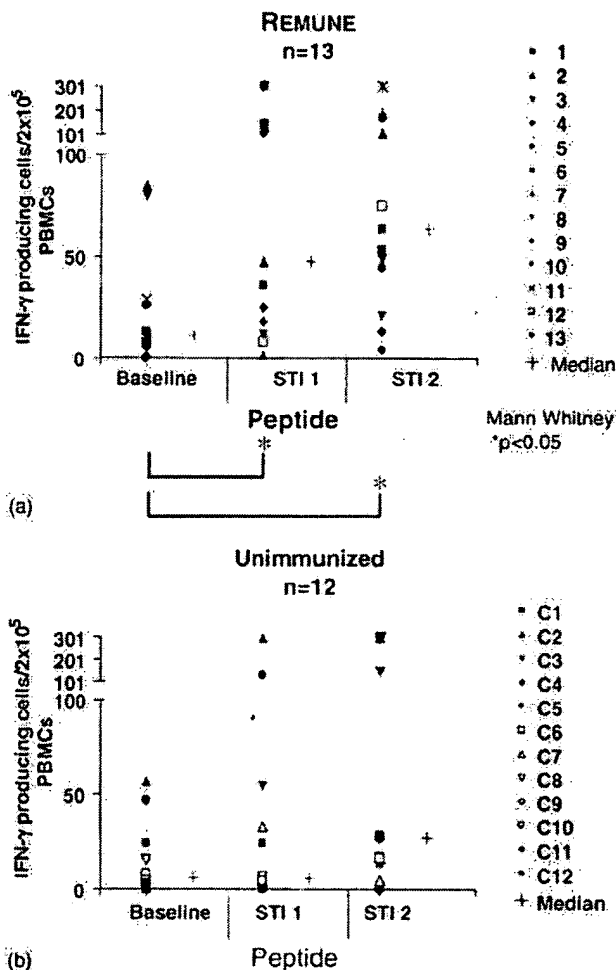 REMUNE
n=13
IFN-γ producing cells/2x10⁵
PBMCs
301
201
101
100
50
0
Baseline
STI 1
STI 2
Peptide
1
2
3
4
5
6
7
8
9
10
11
12
13
Median
Mann Whitney
*p<0.05
*
*
(a)
Unimmunized
n=12
IFN-γ producing cells/2x10⁵
PBMCs
301
201
101
100
50
0
Baseline
STI 1
STI 2
Peptide
C1
C2
C3
C4
C5
C6
C7
C8
C9
C10
C11
C12
Median
(b)